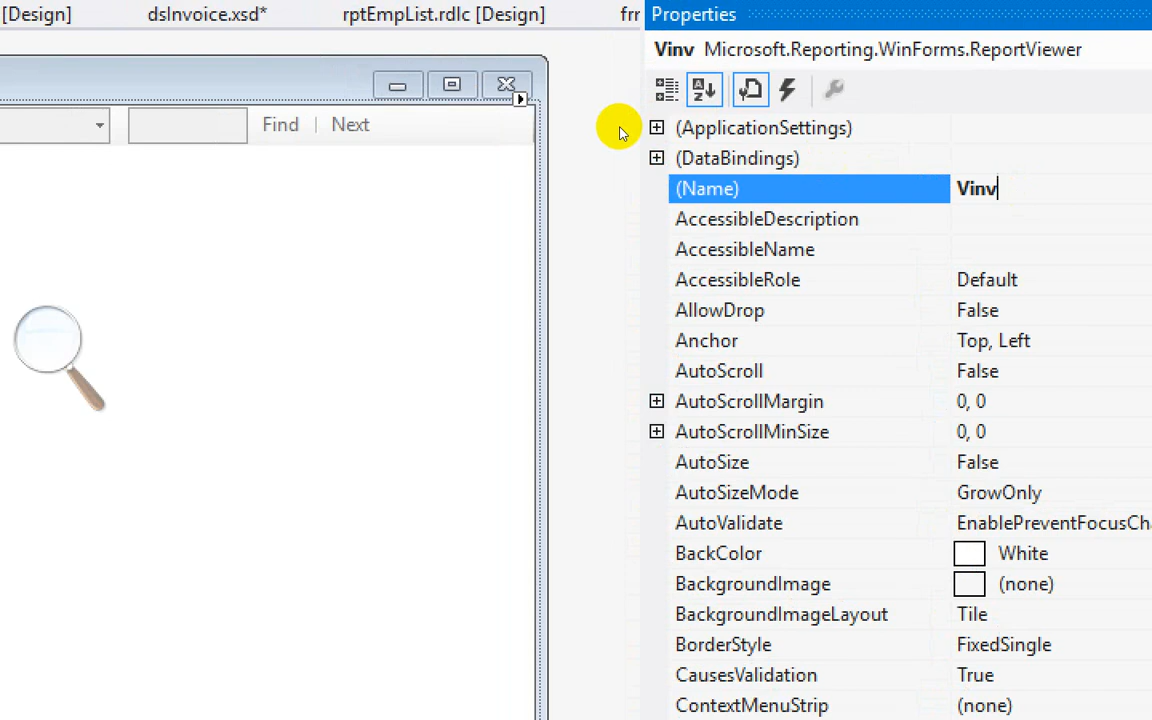 [Design] dsInvoice.xsd* rptEmpList.rdlc [Design] frr
Properties
Vinv Microsoft.Reporting.WinForms.ReportViewer
Find | Next
(ApplicationSettings)
(DataBindings)
(Name) Vinv
AccessibleDescription
AccessibleName
AccessibleRole Default
AllowDrop False
Anchor Top, Left
AutoScroll False
AutoScrollMargin 0, 0
AutoScrollMinSize 0, 0
AutoSize False
AutoSizeMode GrowOnly
AutoValidate EnablePreventFocusCha
BackColor White
BackgroundImage (none)
BackgroundImageLayout Tile
BorderStyle FixedSingle
CausesValidation True
ContextMenuStrip (none)